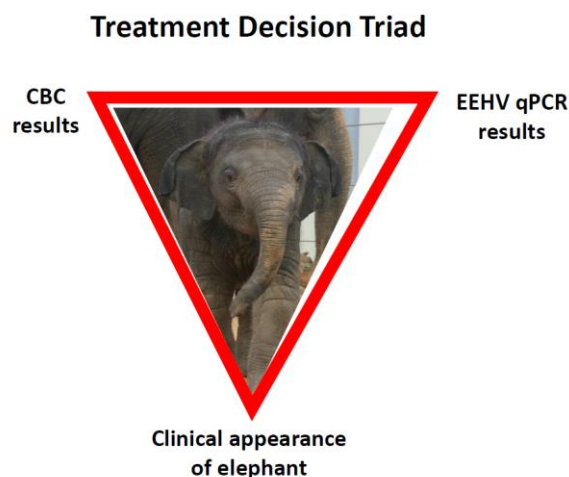 Treatment Decision Triad
CBC
results
EEHV qPCR
results
Clinical appearance
of elephant